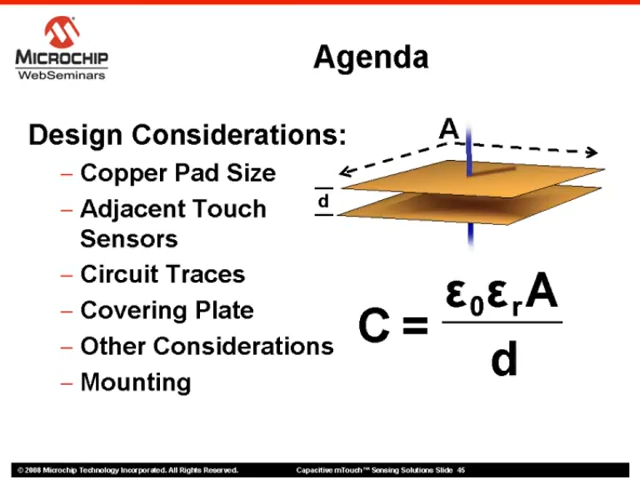 MICROCHIP
WebSeminars
Agenda
Design Considerations:
– Copper Pad Size
– Adjacent Touch
Sensors
– Circuit Traces
– Covering Plate
– Other Considerations
– Mounting
A
d
C = ε0εrA
d
© 2008 Microchip Technology Incorporated. All Rights Reserved.
Capacitive mTouch™ Sensing Solutions Slide 45